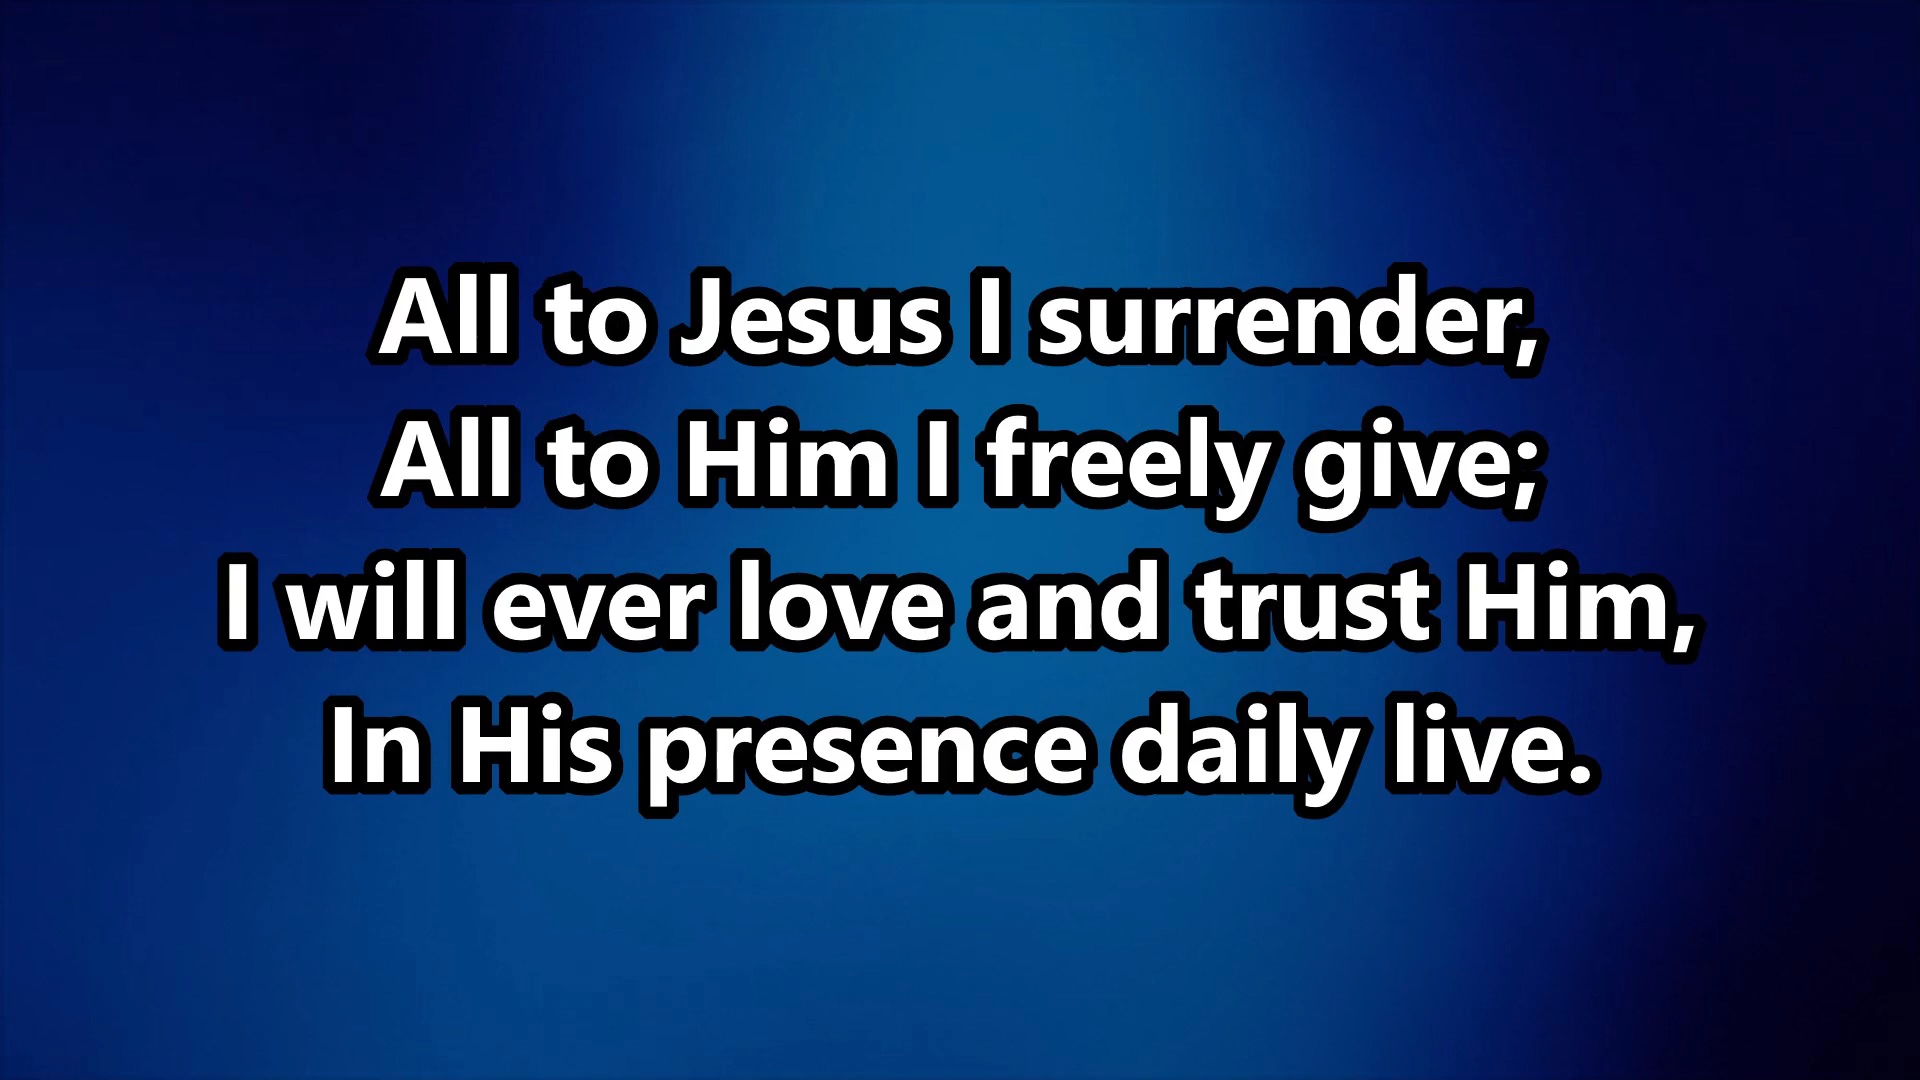 All to Jesus I surrender,
All to Him I freely give;
I will ever love and trust Him,
In His presence daily live.